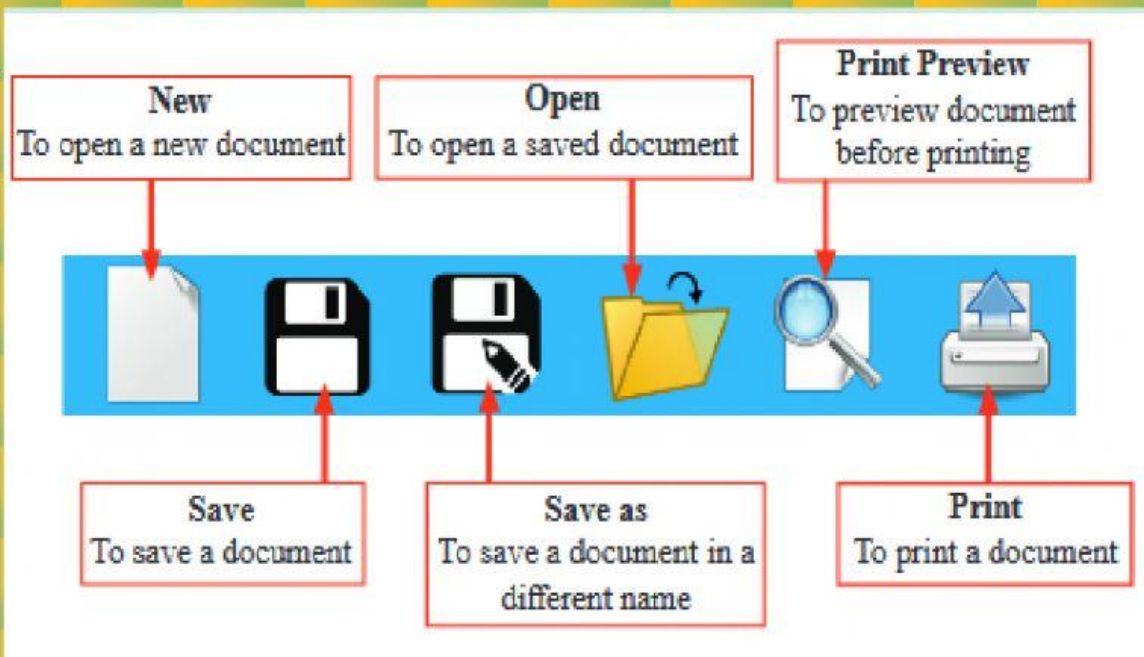 New
To open a new document
Open
To open a saved document
Print Preview
To preview document
before printing
Save
To save a document
Save as
To save a document in a
different name
Print
To print a document